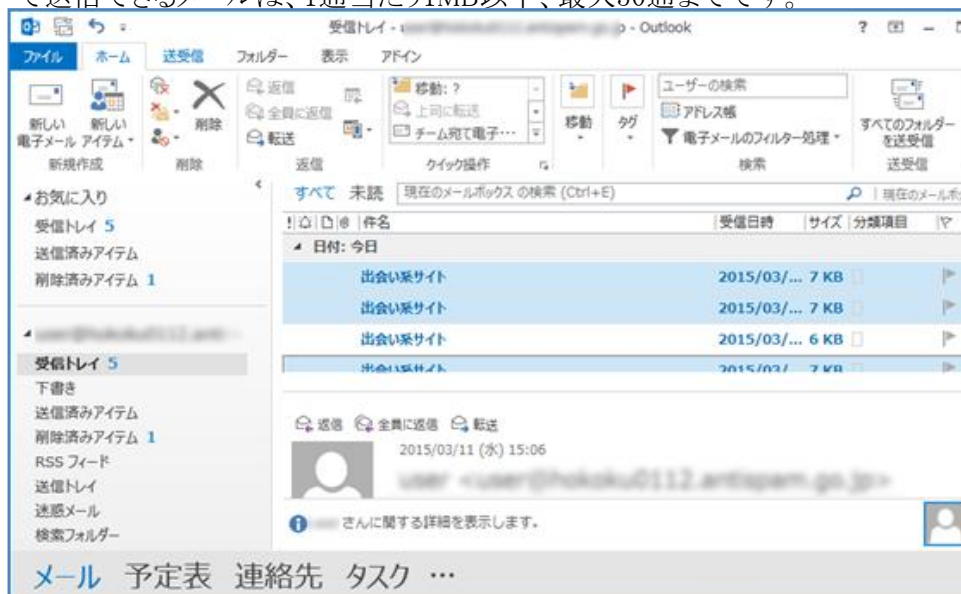 で送信できるメールは、1通当たり1MB以下、最大30通までです。
受信トレイ - - Outlook
ファイル ホーム 送受信 フォルダー 表示 アドイン
新しい電子メール
新しいアイテム
削除
返信
全員に返信
転送
移動: ?
上司に転送
チーム宛て電子…
移動
タグ
ユーザーの検索
アドレス帳
電子メールのフィルター処理
すべてのフォルダーを送受信
新規作成 削除 返信 クイック操作 検索 送受信
お気に入り
受信トレイ 5
送信済みアイテム
削除済みアイテム 1
受信トレイ 5
下書き
送信済みアイテム
削除済みアイテム 1
RSS フィード
送信トレイ
迷惑メール
検索フォルダー
すべて 未読 現在のメールボックス の検索 (Ctrl+E) 現在のメールボ
件名 受信日時 サイズ 分類項目
日付: 今日
出会い系サイト 2015/03/... 7 KB
出会い系サイト 2015/03/... 7 KB
出会い系サイト 2015/03/... 6 KB
出会い系サイト 2015/03/ 7 KB
返信 全員に返信 転送
2015/03/11 (水) 15:06
さんに関する詳細を表示します。
メール 予定表 連絡先 タスク …